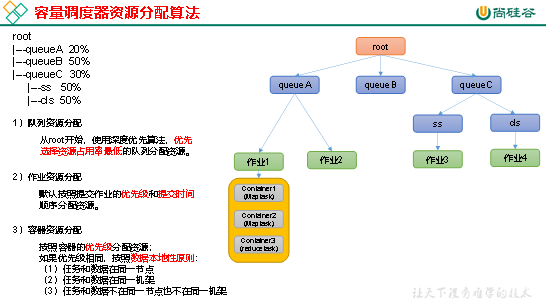 容量调度器资源分配算法
尚硅谷
root
|---queueA 20%
|---queueB 50%
|---queueC 30%
|---ss 50%
|---cls 50%
1）队列资源分配
从root开始，使用深度优先算法，优先
选择资源占用率最低的队列分配资源。
2）作业资源分配
默认按照提交作业的优先级和提交时间
顺序分配资源。
3）容器资源分配
按照容器的优先级分配资源；
如果优先级相同，按照数据本地性原则：
（1）任务和数据在同一节点
（2）任务和数据在同一机架
（3）任务和数据不在同一节点也不在同一机架
root
queue A
queue B
queue C
ss
cls
作业1
作业2
作业3
作业4
Container1
(Maptask)
Container2
(Maptask)
Container3
(reducetask)
让天下没有难学的技术